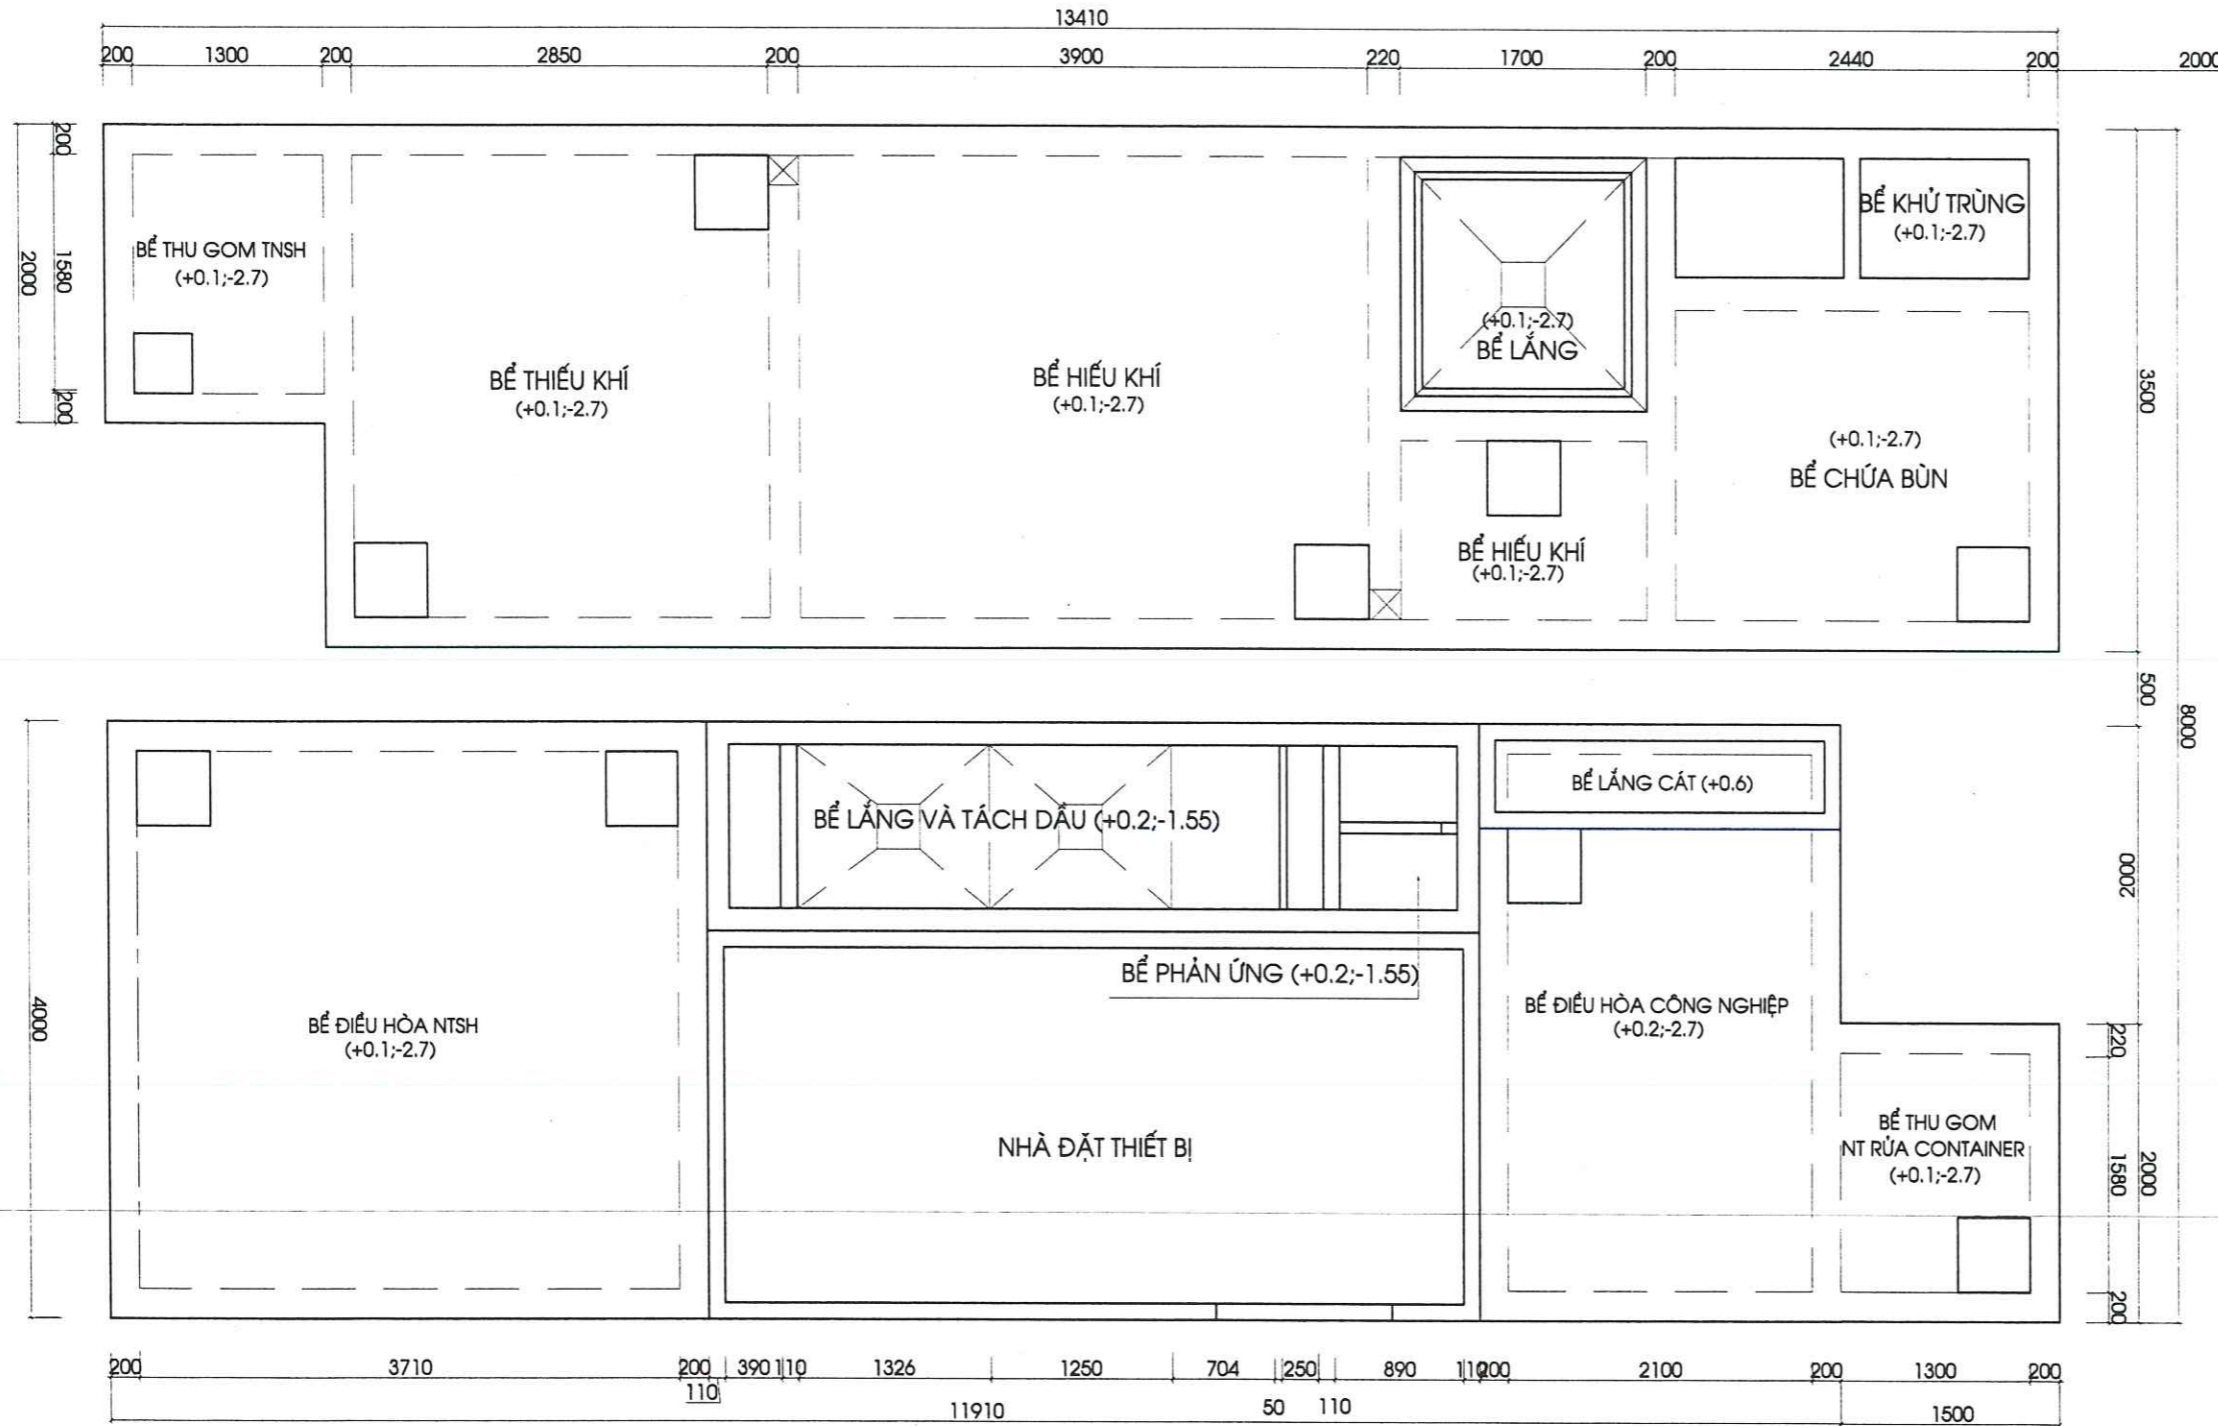 13410
200 1300 200 2850 200 3900 220 1700 200 2440 200 2000
200
1580
2000
200
BỂ THU GOM TNSH
(+0.1;-2.7)
BỂ THIẾU KHÍ
(+0.1;-2.7)
BỂ HIẾU KHÍ
(+0.1;-2.7)
(+0.1;-2.7)
BỂ LẮNG
BỂ KHỬ TRÙNG
(+0.1;-2.7)
BỂ HIẾU KHÍ
(+0.1;-2.7)
(+0.1;-2.7)
BỂ CHỨA BÙN
3500
500
8000
2000
220
1580
2000
200
4000
BỂ ĐIỀU HÒA NTSH
(+0.1;-2.7)
BỂ LẮNG VÀ TÁCH DẦU (+0.2;-1.55)
BỂ PHẢN ỨNG (+0.2;-1.55)
NHÀ ĐẶT THIẾT BỊ
BỂ LẮNG CÁT (+0.6)
BỂ ĐIỀU HÒA CÔNG NGHIỆP
(+0.2;-2.7)
BỂ THU GOM
NT RỬA CONTAINER
(+0.1;-2.7)
200 3710 200 390 110 1326 1250 704 250 890 110 200 2100 200 1300 200
110 50 110
11910 1500